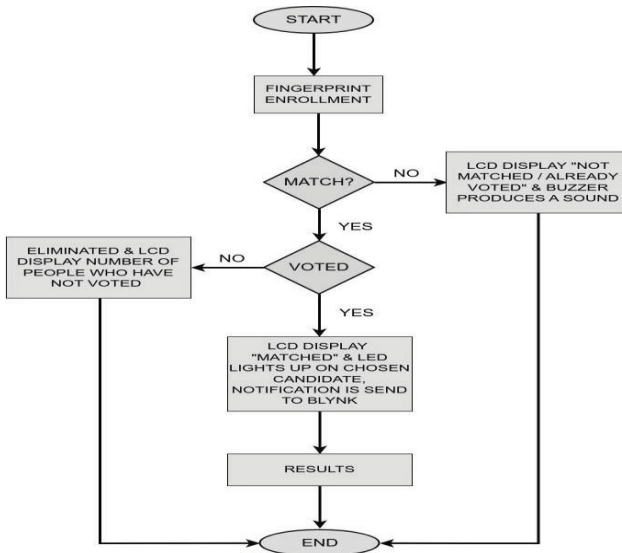 START
FINGERPRINT
ENROLLMENT
MATCH?
NO
LCD DISPLAY "NOT
MATCHED / ALREADY
VOTED" & BUZZER
PRODUCES A SOUND
YES
ELIMINATED & LCD
DISPLAY NUMBER OF
PEOPLE WHO HAVE
NOT VOTED
NO
VOTED
YES
LCD DISPLAY
"MATCHED" & LED
LIGHTS UP ON CHOSEN
CANDIDATE,
NOTIFICATION IS SEND
TO BLYNK
RESULTS
END